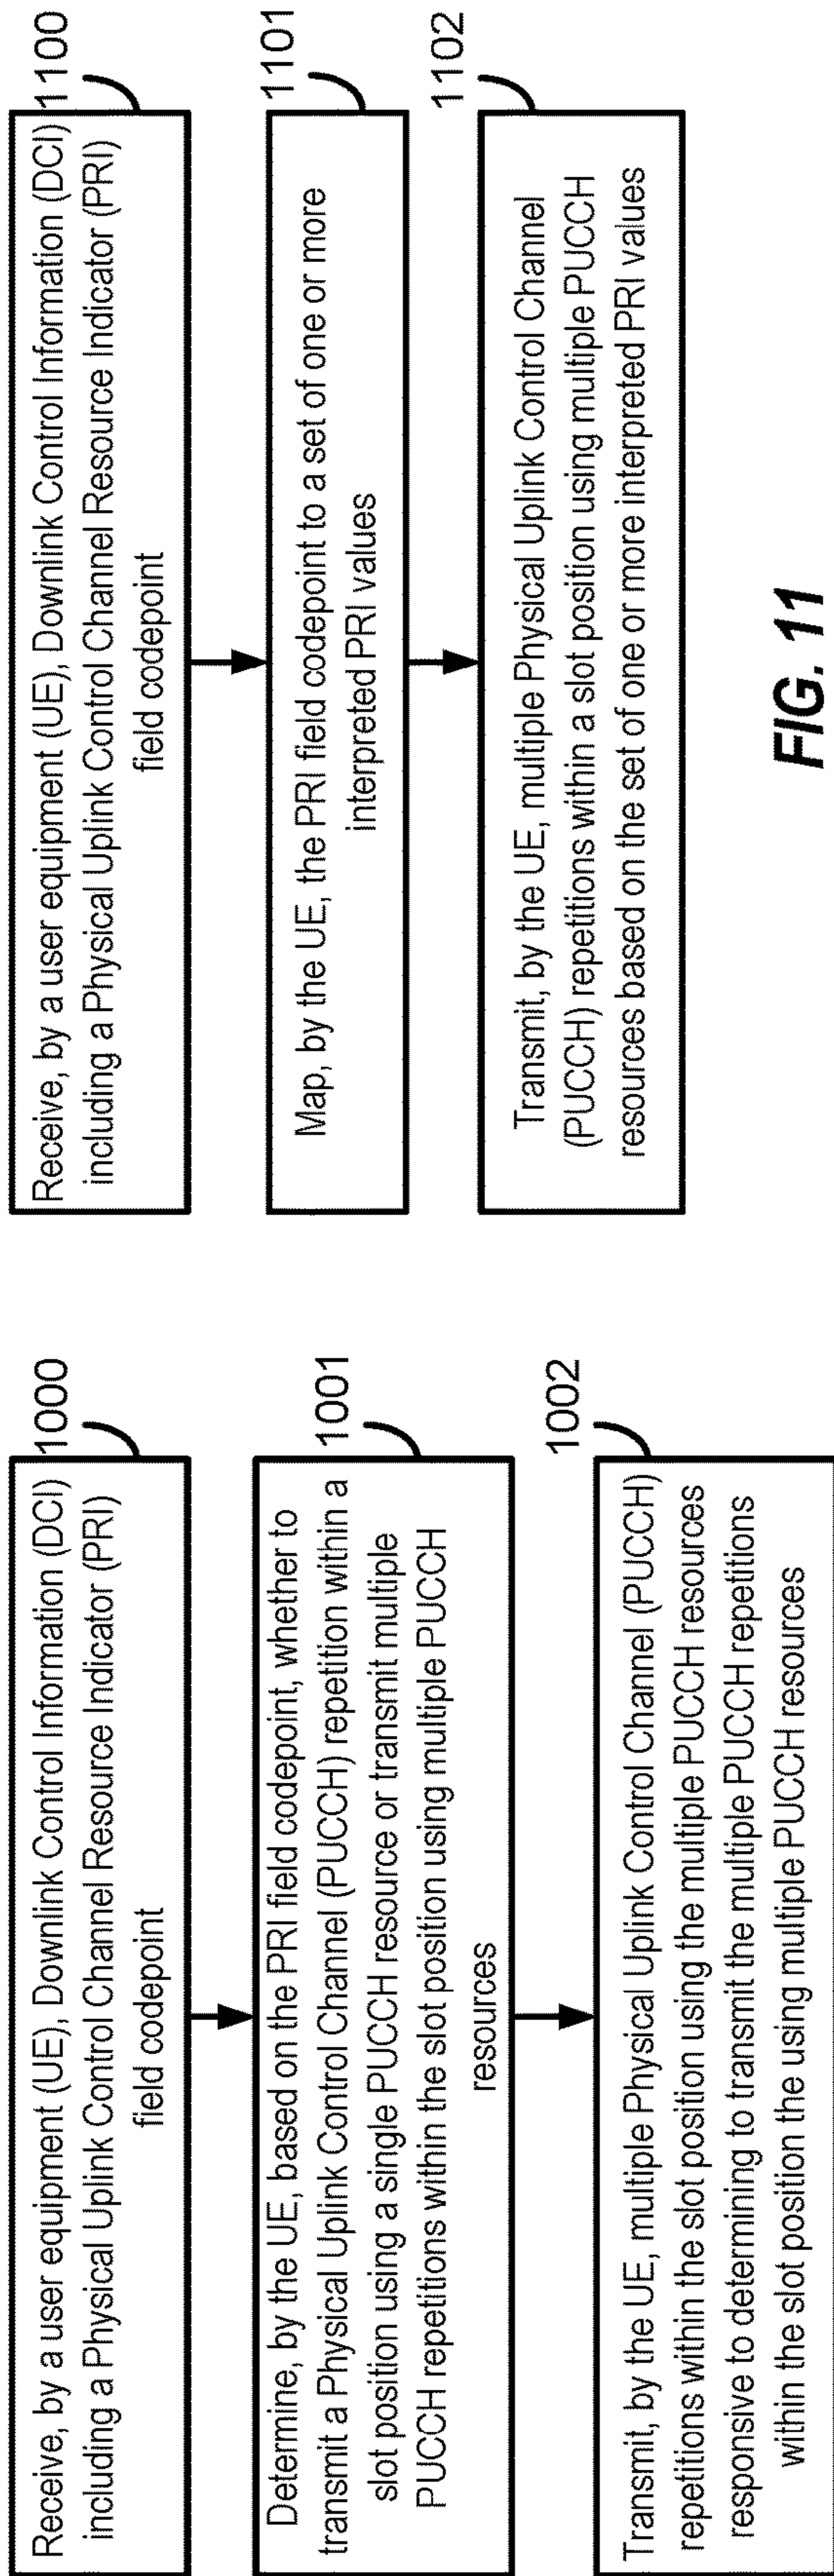 Receive, by a user equipment (UE), Downlink Control Information (DCI)
including a Physical Uplink Control Channel Resource Indicator (PRI)
field codepoint
1000
Determine, by the UE, based on the PRI field codepoint, whether to
transmit a Physical Uplink Control Channel (PUCCH) repetition within a
slot position using a single PUCCH resource or transmit multiple
PUCCH repetitions within the slot position using multiple PUCCH
resources
1001
Transmit, by the UE, multiple Physical Uplink Control Channel (PUCCH)
repetitions within the slot position using the multiple PUCCH resources
responsive to determining to transmit the multiple PUCCH repetitions
within the slot position the using multiple PUCCH resources
1002
Receive, by a user equipment (UE), Downlink Control Information (DCI)
including a Physical Uplink Control Channel Resource Indicator (PRI)
field codepoint
1100
Map, by the UE, the PRI field codepoint to a set of one or more
interpreted PRI values
1101
Transmit, by the UE, multiple Physical Uplink Control Channel
(PUCCH) repetitions within a slot position using multiple PUCCH
resources based on the set of one or more interpreted PRI values
1102
FIG. 11